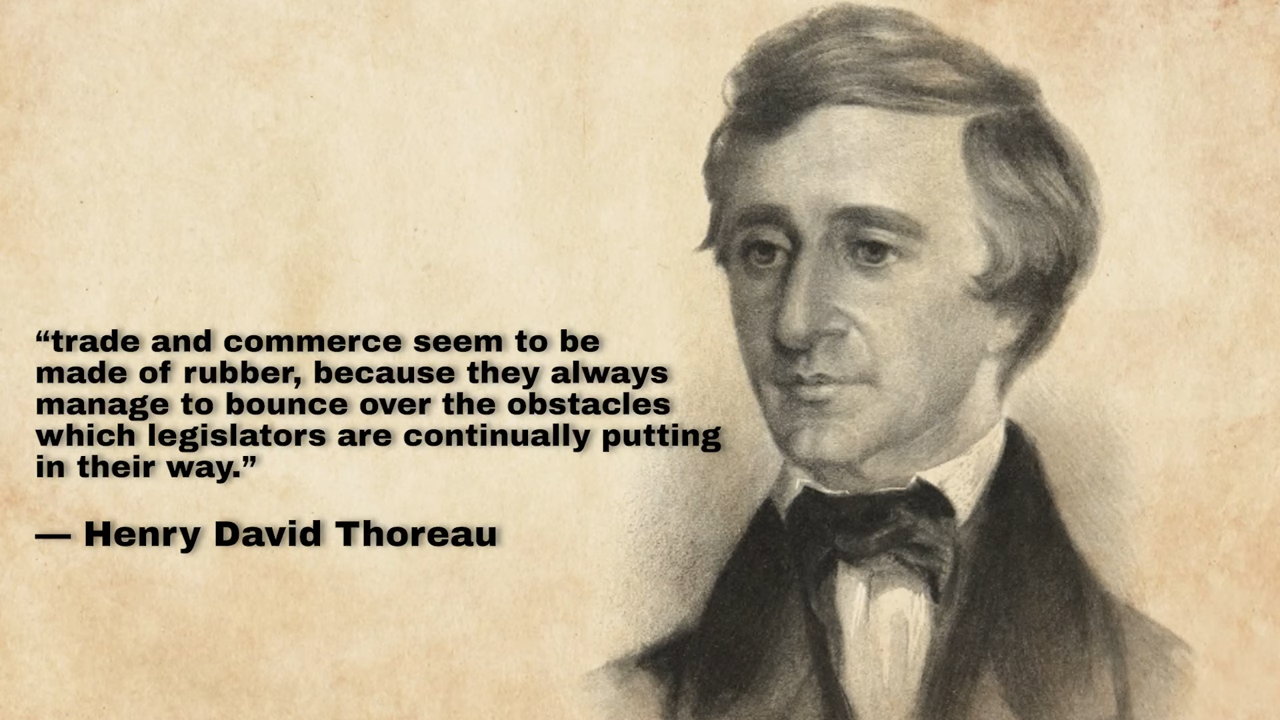 “trade and commerce seem to be
made of rubber, because they always
manage to bounce over the obstacles
which legislators are continually putting
in their way.”
— Henry David Thoreau